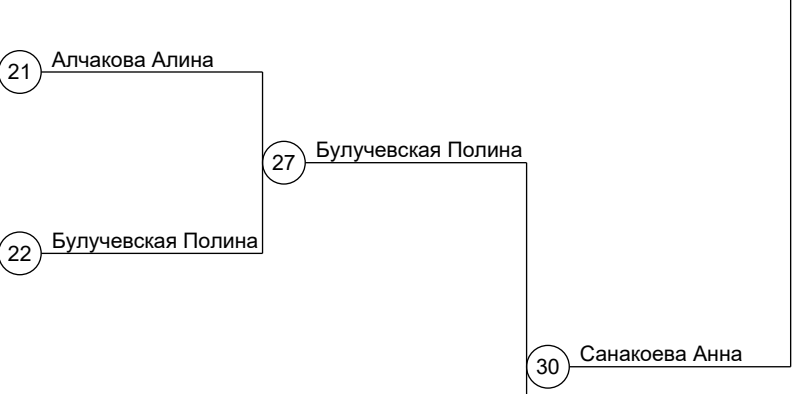 21 Алчакова Алина
27 Булучевская Полина
22 Булучевская Полина
30 Санакоева Анна